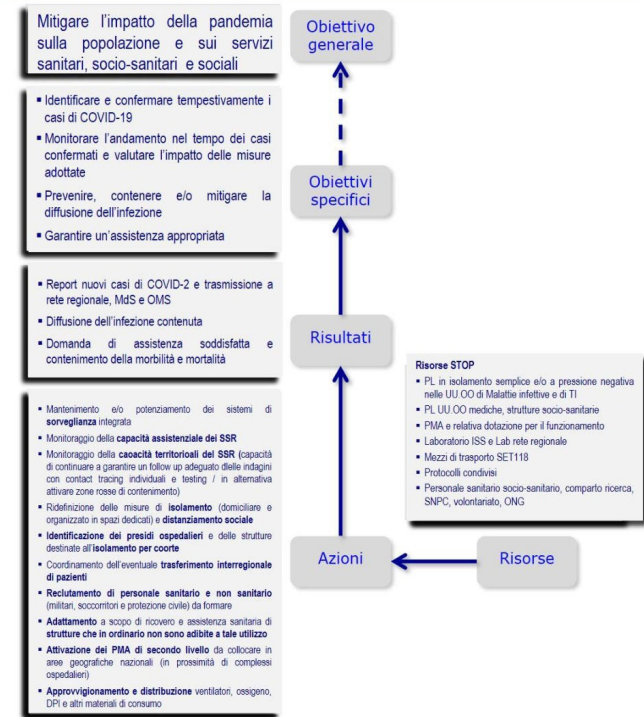 Mitigare l'impatto della pandemia
sulla popolazione e sui servizi
sanitari, socio-sanitari e sociali
Obiettivo
generale
▪ Identificare e confermare tempestivamente i
casi di COVID-19
▪ Monitorare l'andamento nel tempo dei casi
confermati e valutare l'impatto delle misure
adottate
▪ Prevenire, contenere e/o mitigare la
diffusione dell'infezione
▪ Garantire un'assistenza appropriata
Obiettivi
specifici
▪ Report nuovi casi di COVID-2 e trasmissione a
rete regionale, MdS e OMS
▪ Diffusione dell'infezione contenuta
▪ Domanda di assistenza soddisfatta e
contenimento della morbilità e mortalità
Risultati
▪ Mantenimento e/o potenziamento dei sistemi di
sorveglianza integrata
▪ Monitoraggio della capacità assistenziale dei SSR
▪ Monitoraggio della caoacità territorioali del SSR (capacità
di continuare a garantire un follow up adeguato dlelle indagini
con contact tracing individuali e testing / in alternativa
attivare zone rosse di contenimento)
▪ Ridefinizione delle misure di isolamento (domiciliare e
organizzato in spazi dedicati) e distanziamento sociale
▪ Identificazione dei presidi ospedalieri e delle strutture
destinate all'isolamento per coorte
▪ Coordinamento dell'eventuale trasferimento interregionale
di pazienti
▪ Reclutamento di personale sanitario e non sanitario
(militari, soccorritori e protezione civile) da formare
▪ Adattamento a scopo di ricovero e assistenza sanitaria di
strutture che in ordinario non sono adibite a tale utilizzo
▪ Attivazione dei PMA di secondo livello da collocare in
aree geografiche nazionali (in prossimità di complessi
ospedalieri)
▪ Approvvigionamento e distribuzione ventilatori, ossigeno,
DPI e altri materiali di consumo
Azioni
Risorse
Risorse STOP
▪ PL in isolamento semplice e/o a pressione negativa
nelle UU.OO di Malattie infettive e di TI
▪ PL UU.OO mediche, strutture socio-sanitarie
▪ PMA e relativa dotazione per il funzionamento
▪ Laboratorio ISS e Lab rete regionale
▪ Mezzi di trasporto SET118
▪ Protocolli condivisi
▪ Personale sanitario socio-sanitario, comparto ricerca,
SNPC, volontariato, ONG